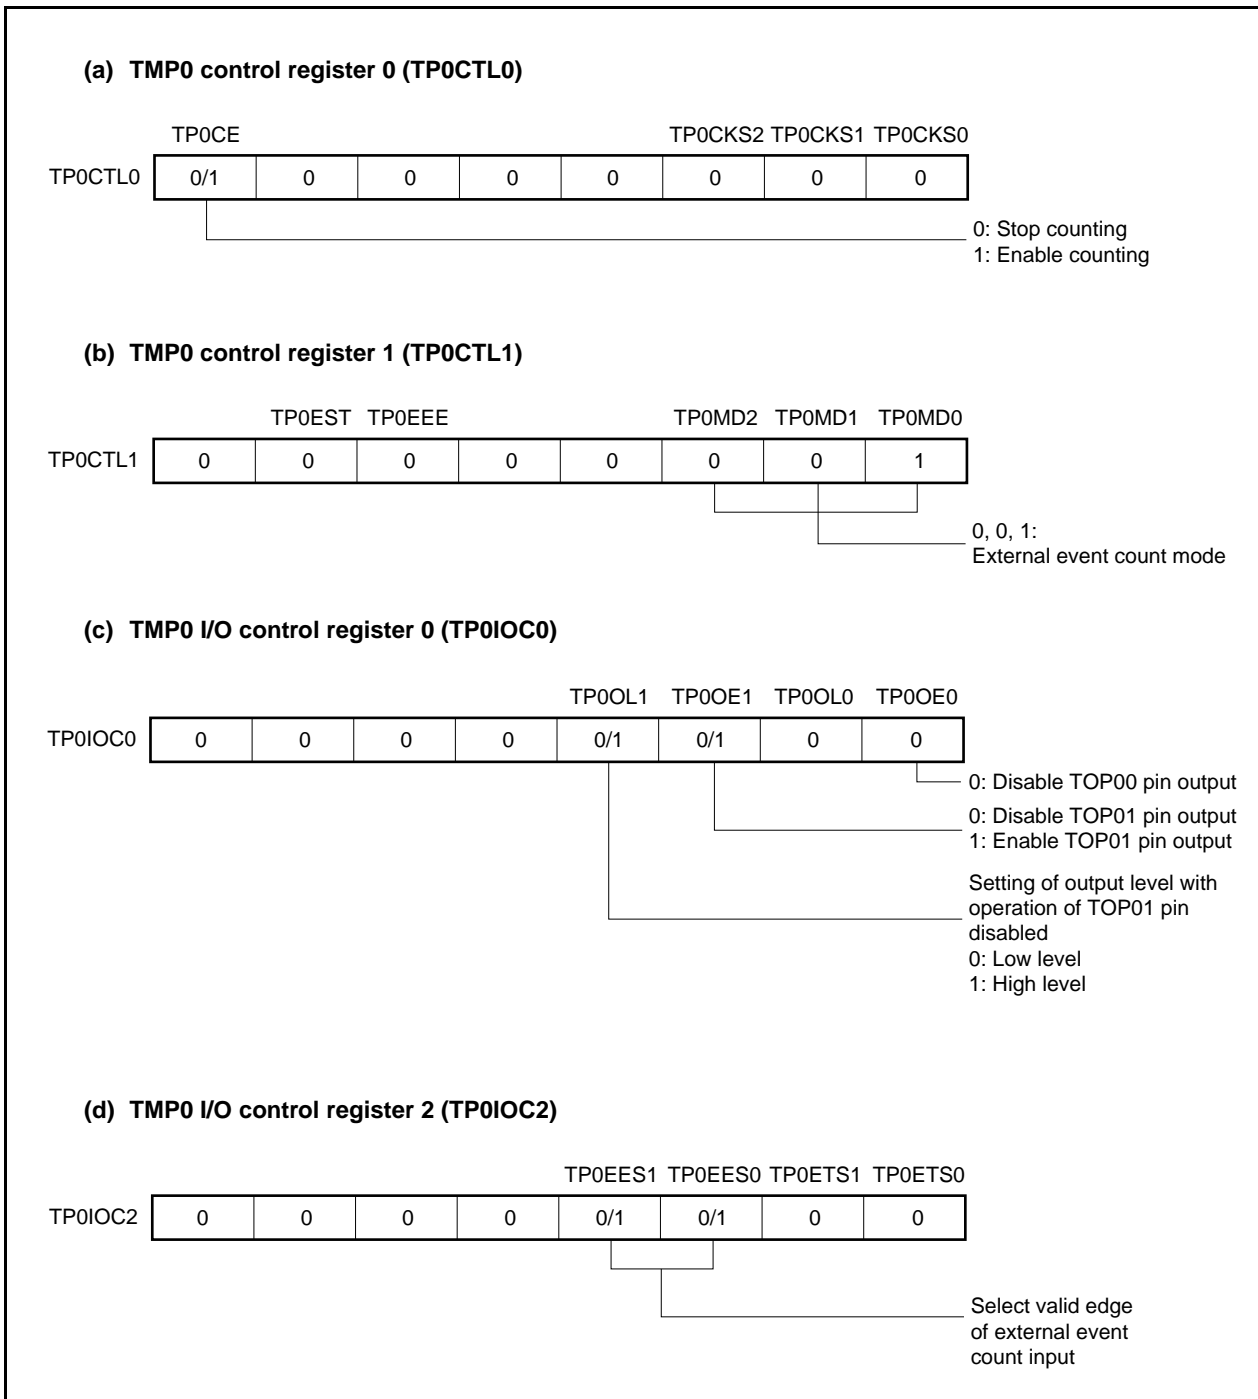 (a) TMP0 control register 0 (TP0CTL0)
TP0CE TP0CKS2 TP0CKS1 TP0CKS0
TP0CTL0 0/1 0 0 0 0 0 0 0
0: Stop counting
1: Enable counting
(b) TMP0 control register 1 (TP0CTL1)
TP0EST TP0EEE TP0MD2 TP0MD1 TP0MD0
TP0CTL1 0 0 0 0 0 0 0 1
0, 0, 1:
External event count mode
(c) TMP0 I/O control register 0 (TP0IOC0)
TP0OL1 TP0OE1 TP0OL0 TP0OE0
TP0IOC0 0 0 0 0 0/1 0/1 0 0
0: Disable TOP00 pin output
0: Disable TOP01 pin output
1: Enable TOP01 pin output
Setting of output level with
operation of TOP01 pin
disabled
0: Low level
1: High level
(d) TMP0 I/O control register 2 (TP0IOC2)
TP0EES1 TP0EES0 TP0ETS1 TP0ETS0
TP0IOC2 0 0 0 0 0/1 0/1 0 0
Select valid edge
of external event
count input